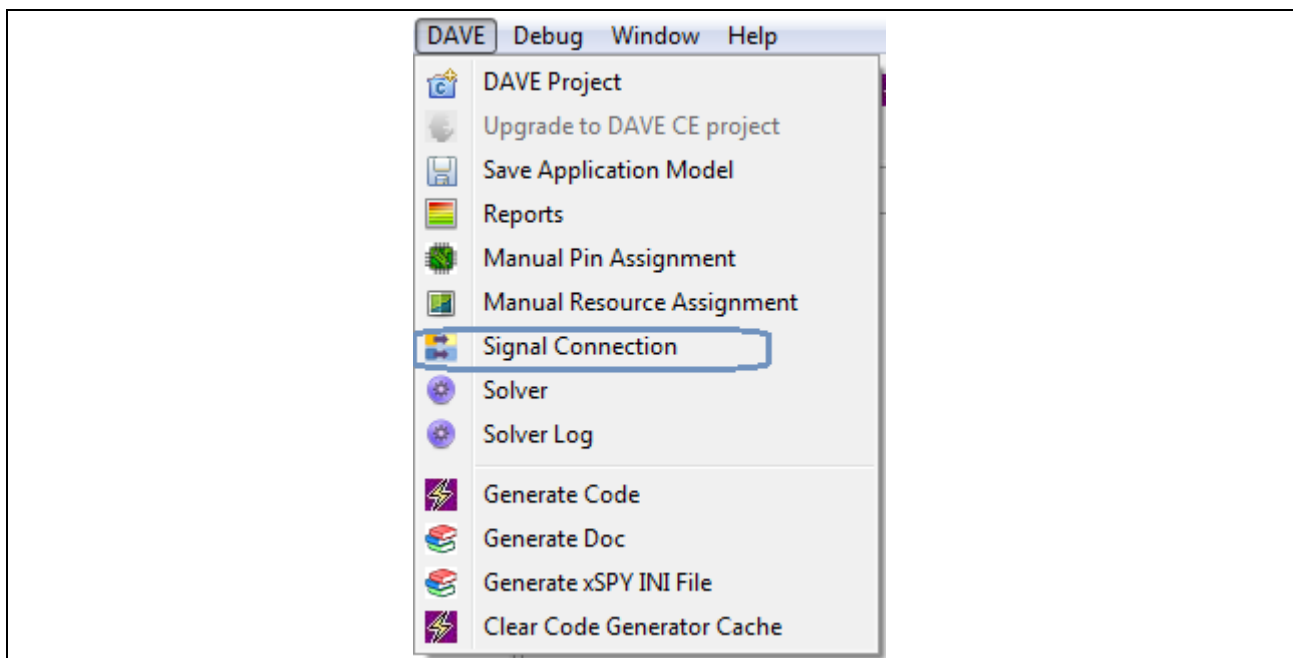 DAVE Debug Window Help
DAVE Project
Upgrade to DAVE CE project
Save Application Model
Reports
Manual Pin Assignment
Manual Resource Assignment
Signal Connection
Solver
Solver Log
Generate Code
Generate Doc
Generate xSPY INI File
Clear Code Generator Cache